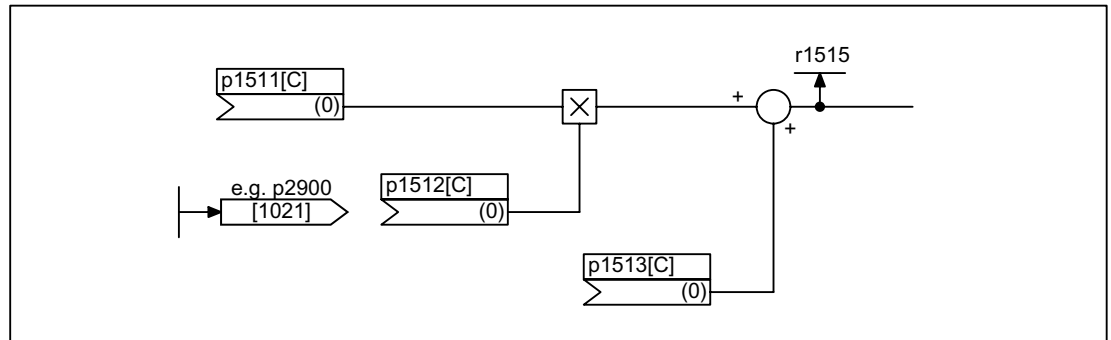 r1515
p1511[C]
(0)
×
+
+
e.g. p2900
[1021]
p1512[C]
(0)
p1513[C]
(0)